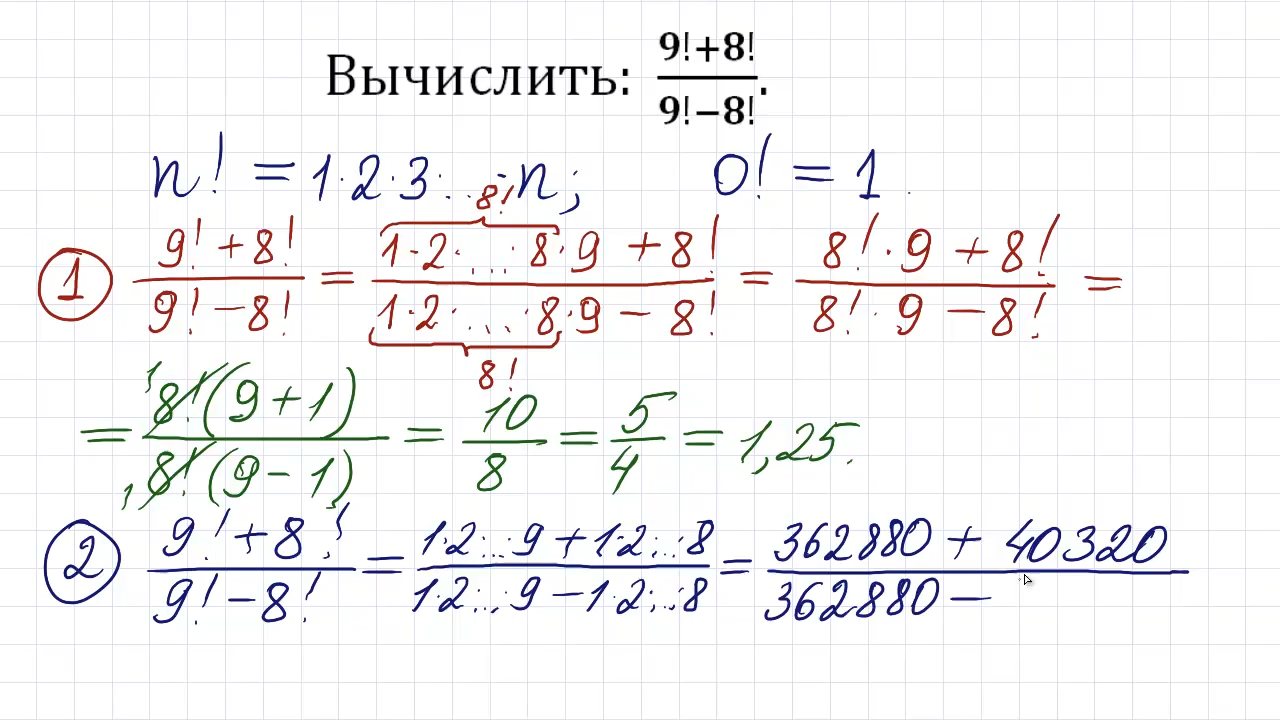 Вычислить: (9!+8!)/(9!−8!).
n! = 1·2·3·...·n; 0! = 1
① (9!+8!)/(9!−8!) = (1·2·...·8·9+8!)/(1·2·...·8·9−8!) = (8!·9+8!)/(8!·9−8!) =
8!
8!
= (8!(9+1))/(8!(9−1)) = 10/8 = 5/4 = 1,25.
1
1
② (9!+8!)/(9!−8!) = (1·2·...·9+1·2·...·8)/(1·2·...·9−1·2·...·8) = (362880+40320)/(362880−